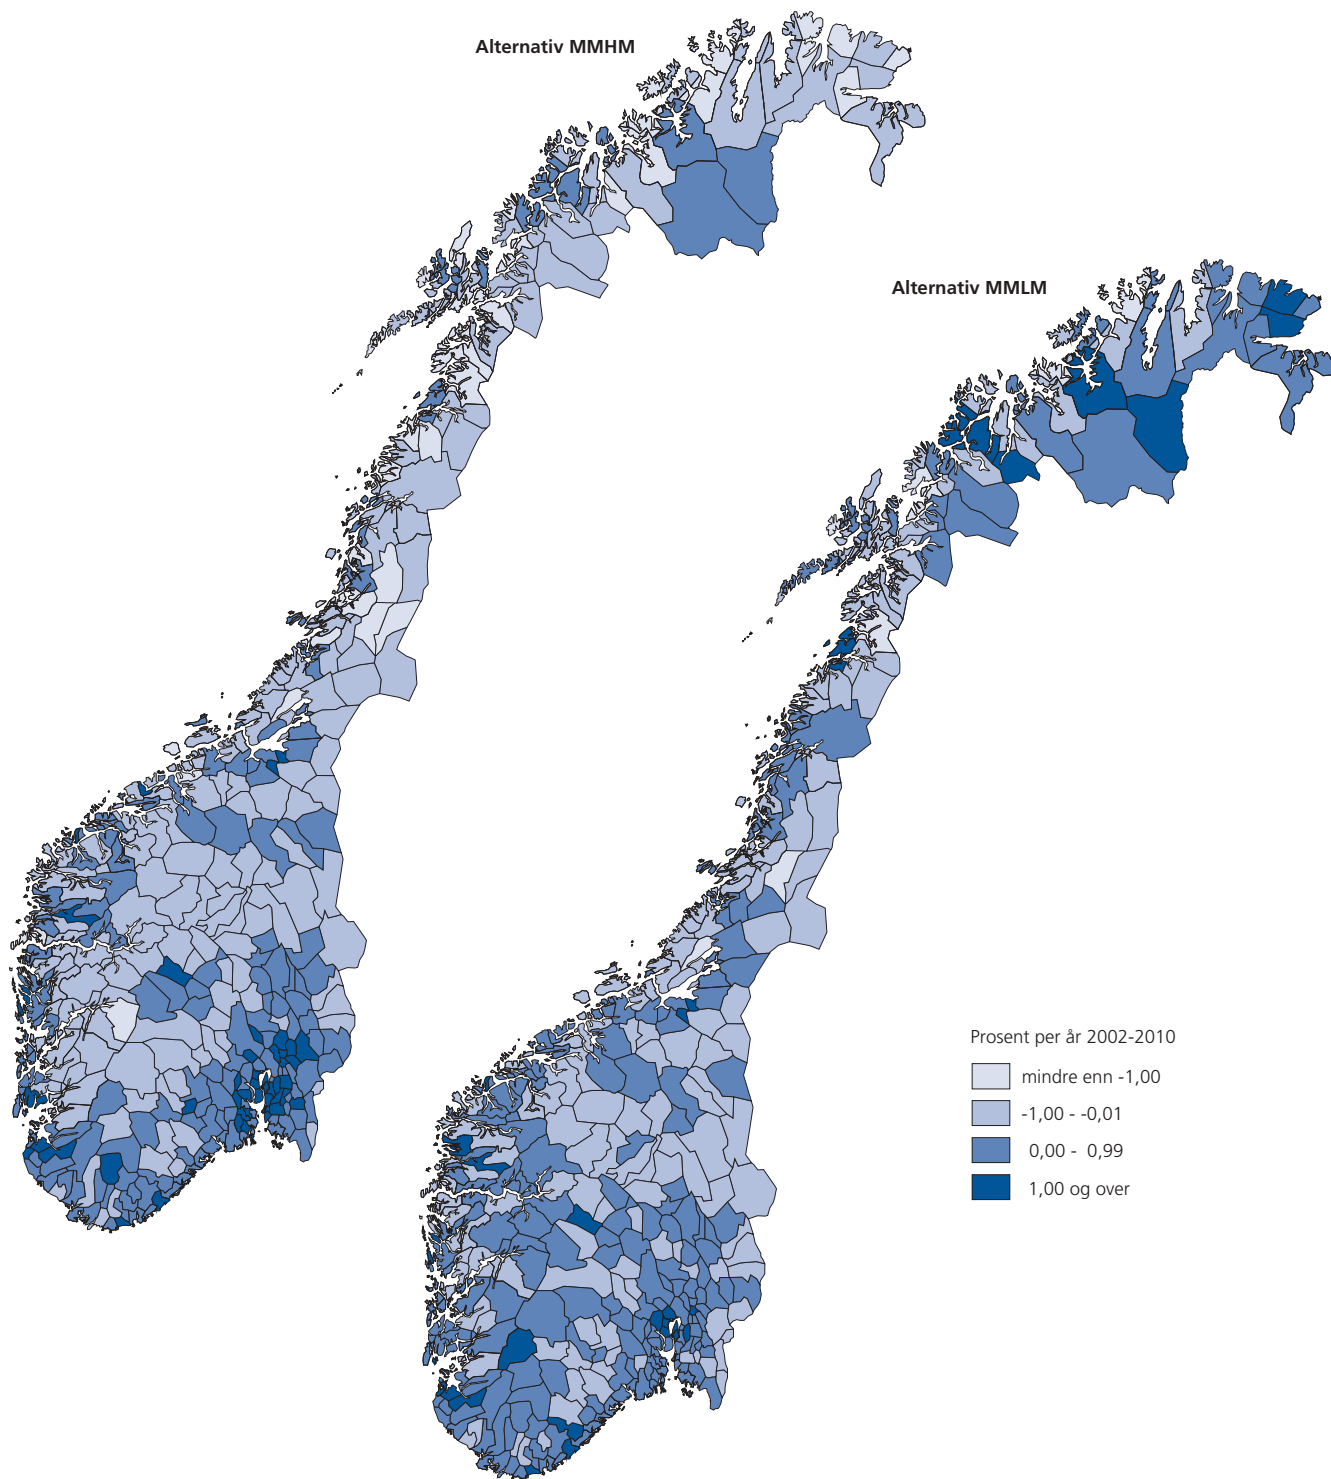 Alternativ MMHM
Alternativ MMLM
Prosent per år 2002-2010
mindre enn -1,00
-1,00 - -0,01
0,00 - 0,99
1,00 og over